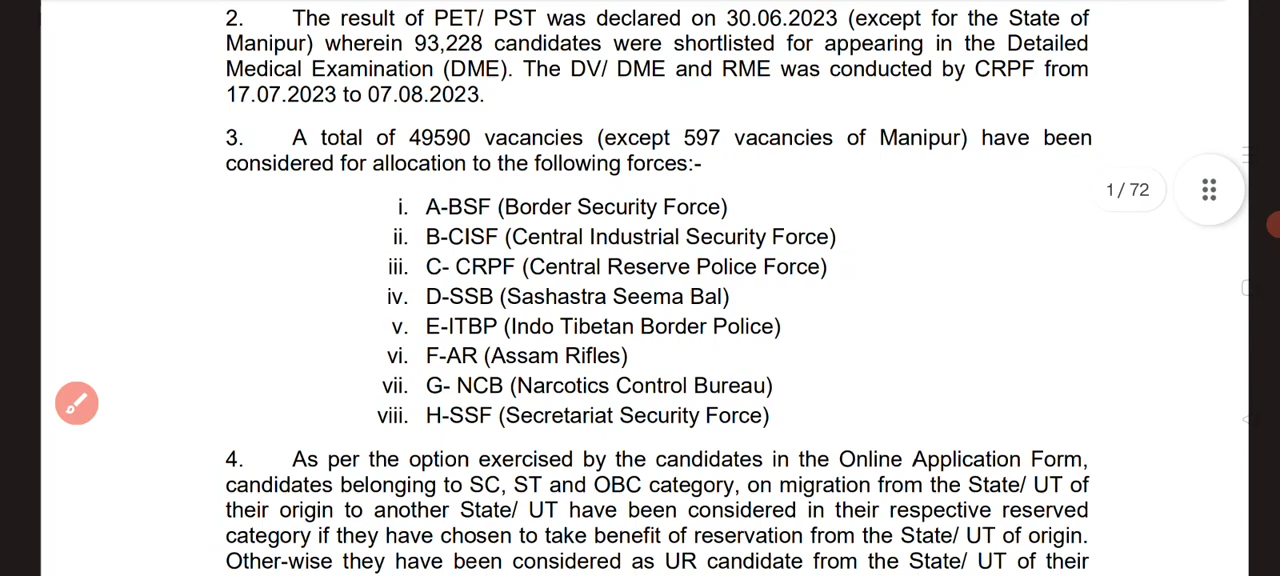 2. The result of PET/ PST was declared on 30.06.2023 (except for the State of
Manipur) wherein 93,228 candidates were shortlisted for appearing in the Detailed
Medical Examination (DME). The DV/ DME and RME was conducted by CRPF from
17.07.2023 to 07.08.2023.
3. A total of 49590 vacancies (except 597 vacancies of Manipur) have been
considered for allocation to the following forces:-
1 / 72
i. A-BSF (Border Security Force)
ii. B-CISF (Central Industrial Security Force)
iii. C- CRPF (Central Reserve Police Force)
iv. D-SSB (Sashastra Seema Bal)
v. E-ITBP (Indo Tibetan Border Police)
vi. F-AR (Assam Rifles)
vii. G- NCB (Narcotics Control Bureau)
viii. H-SSF (Secretariat Security Force)
4. As per the option exercised by the candidates in the Online Application Form,
candidates belonging to SC, ST and OBC category, on migration from the State/ UT of
their origin to another State/ UT have been considered in their respective reserved
category if they have chosen to take benefit of reservation from the State/ UT of origin.
Other-wise they have been considered as UR candidate from the State/ UT of their